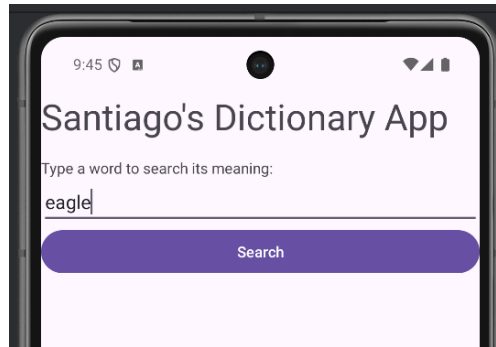 9:45
Santiago's Dictionary App
Type a word to search its meaning:
eagle
Search